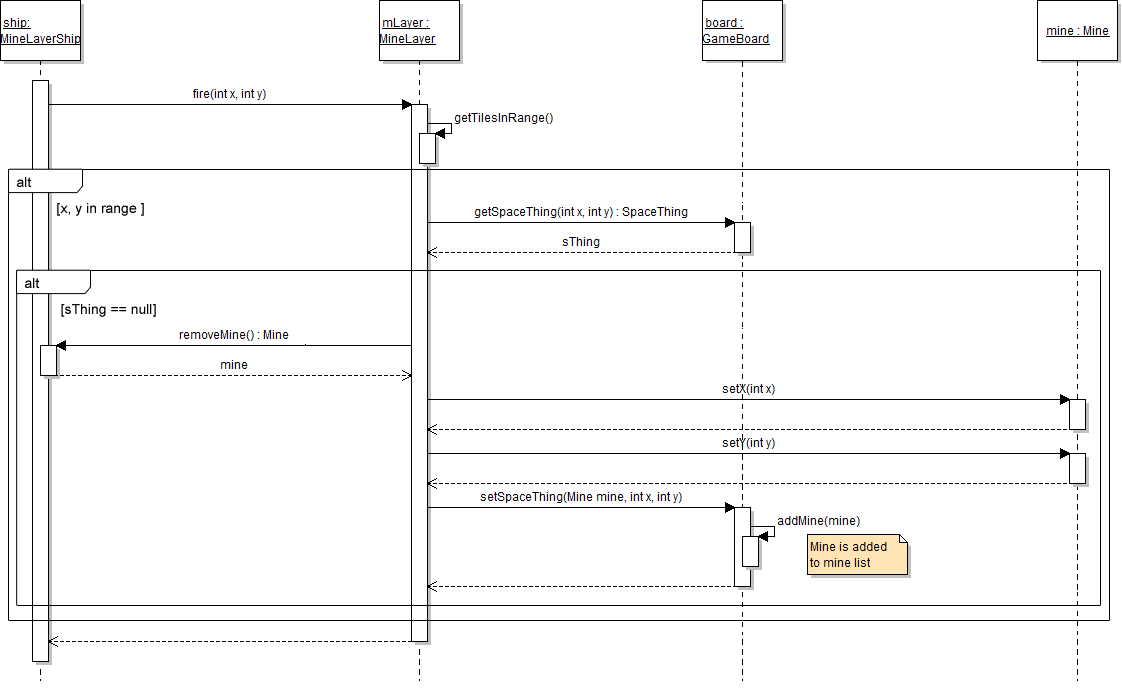 ship:
MineLayerShip
mLayer :
MineLayer
board :
GameBoard
mine : Mine
fire(int x, int y)
getTilesInRange()
alt
[x, y in range ]
getSpaceThing(int x, int y) : SpaceThing
sThing
alt
[sThing == null]
removeMine() : Mine
mine
setX(int x)
setY(int y)
setSpaceThing(Mine mine, int x, int y)
addMine(mine)
Mine is added
to mine list